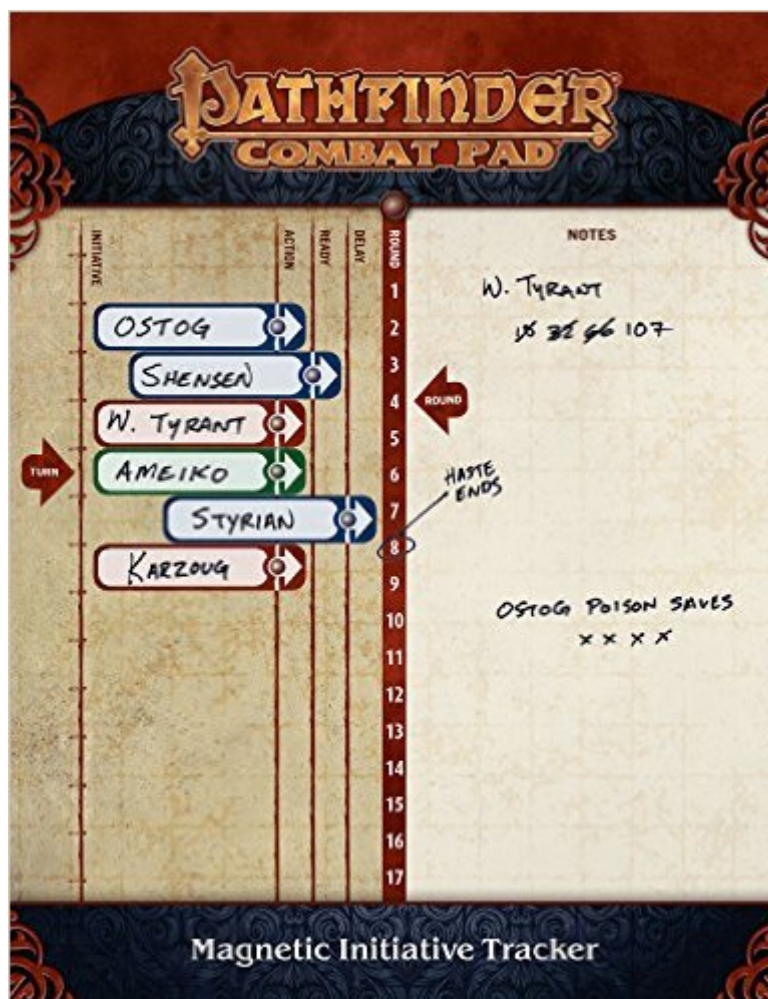 PATHFINDER
COMBAT PAD
INITIATIVE
ACTION
READY
DELAY
ROUND
NOTES
1
2
3
4
5
6
7
8
9
10
11
12
13
14
15
16
17
OSTOG
SHENSEN
W. TYRANT
AMEIKO
STYRIAN
KARZOUG
TURN
ROUND
W. TYRANT
107
HASTE
ENDS
OSTOG POISON SAVES
x x x x
Magnetic Initiative Tracker